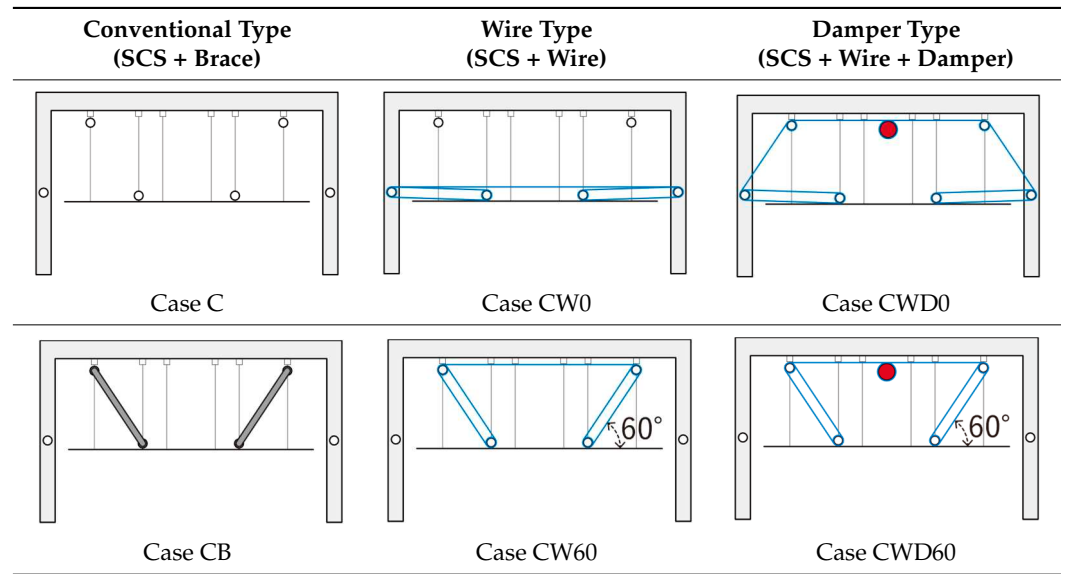 Conventional Type
(SCS + Brace)
Wire Type
(SCS + Wire)
Damper Type
(SCS + Wire + Damper)
Case C
Case CW0
Case CWD0
60°
60°
Case CB
Case CW60
Case CWD60